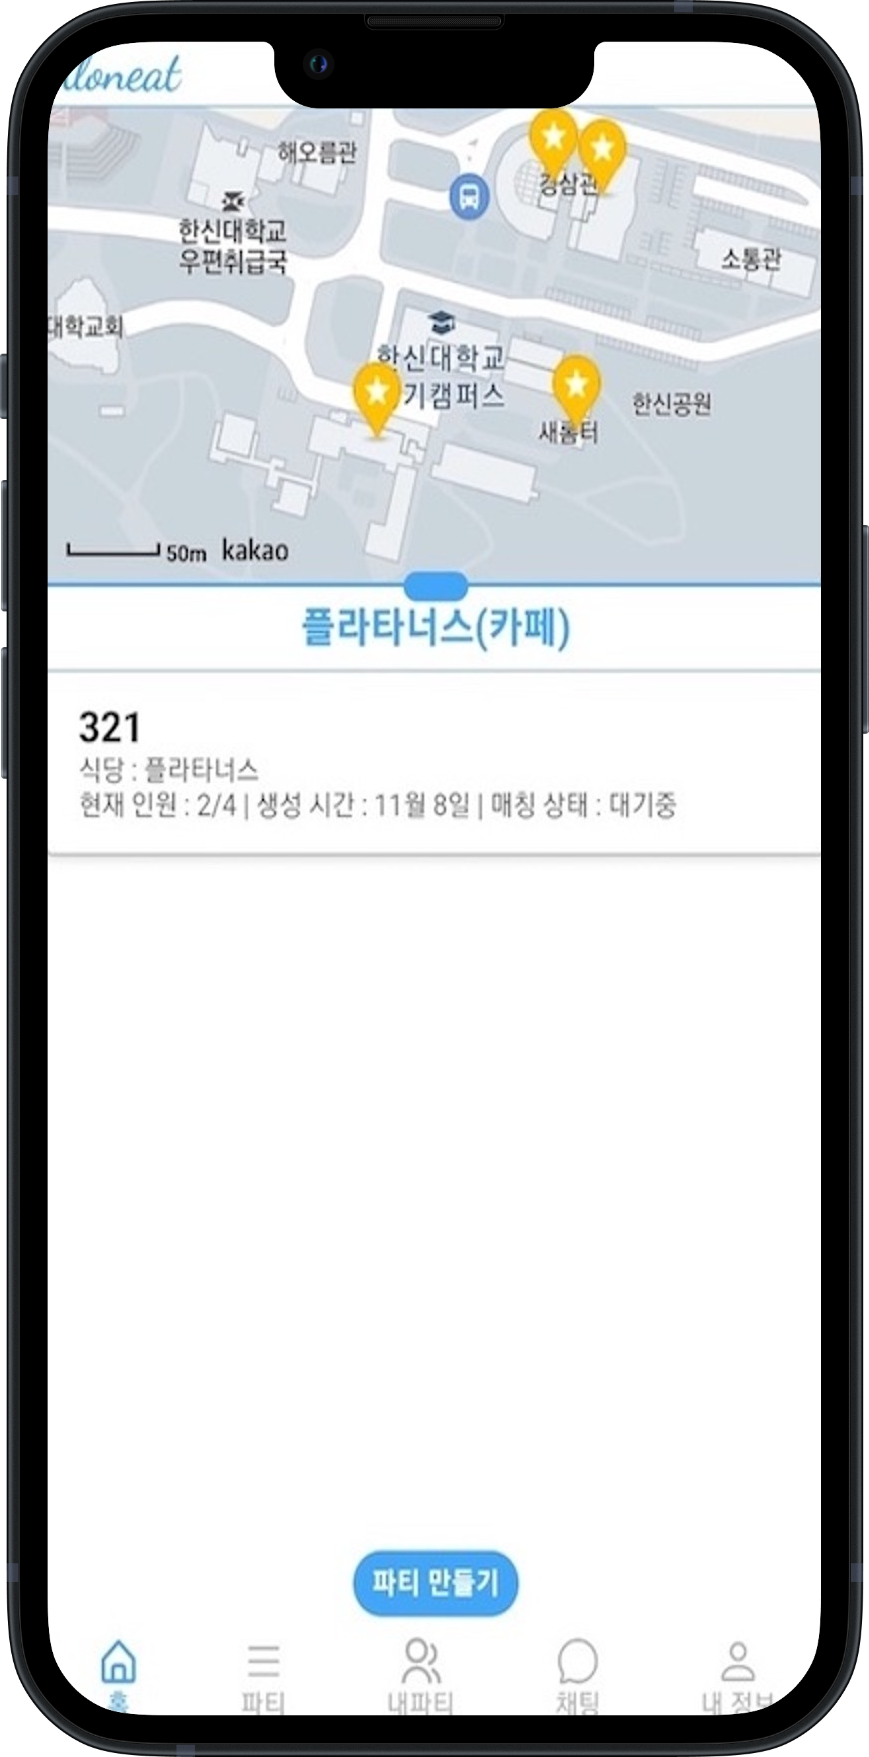 doneat
해오름관
경삼관
한신대학교
우편취급국
소통관
대학교회
한신대학교
기캠퍼스
한신공원
새롬터
50m kakao
플라타너스(카페)
321
식당 : 플라타너스
현재 인원 : 2/4 | 생성 시간 : 11월 8일 | 매칭 상태 : 대기중
파티 만들기
홈 파티 내파티 채팅 내 정보